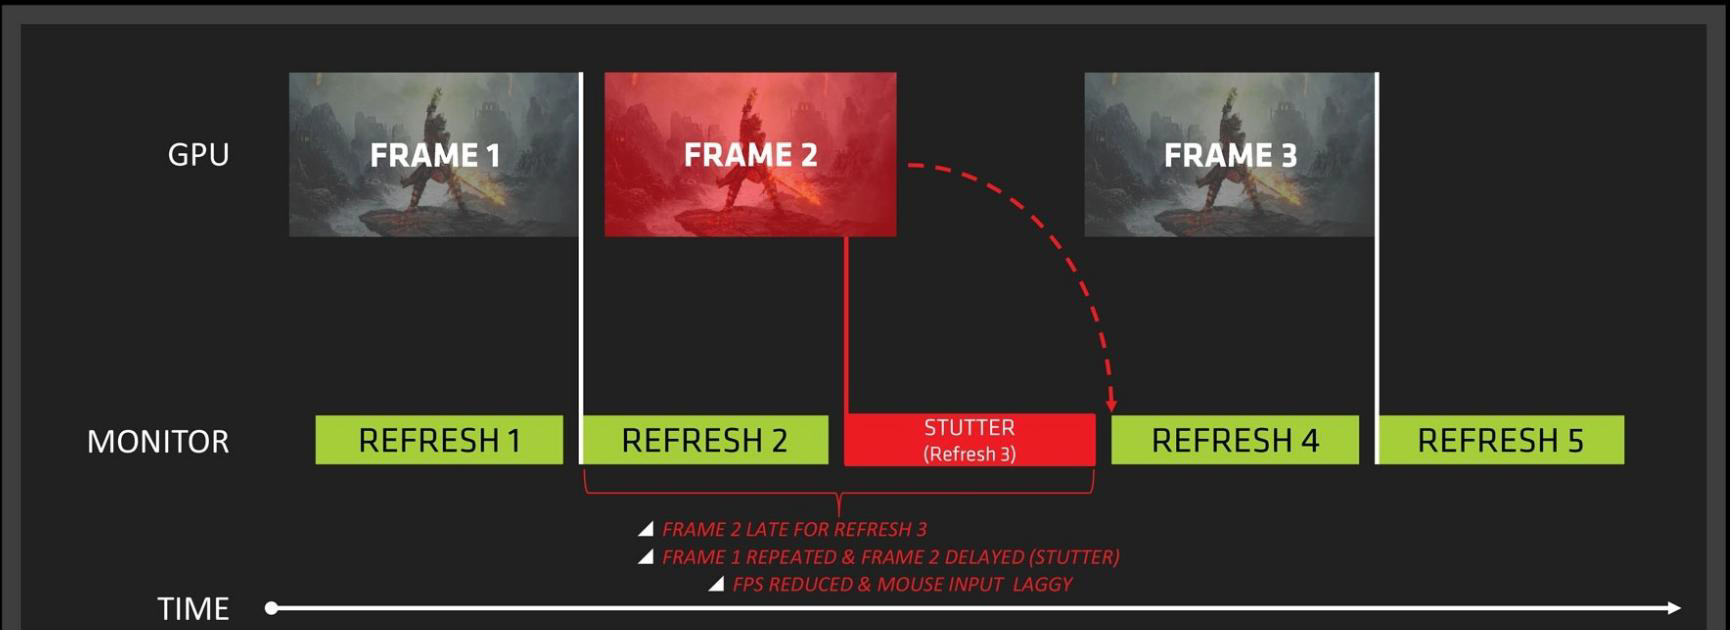 GPU
FRAME 1
FRAME 2
FRAME 3
MONITOR
REFRESH 1
REFRESH 2
STUTTER
(Refresh 3)
REFRESH 4
REFRESH 5
FRAME 2 LATE FOR REFRESH 3
FRAME 1 REPEATED & FRAME 2 DELAYED (STUTTER)
FPS REDUCED & MOUSE INPUT LAGGY
TIME